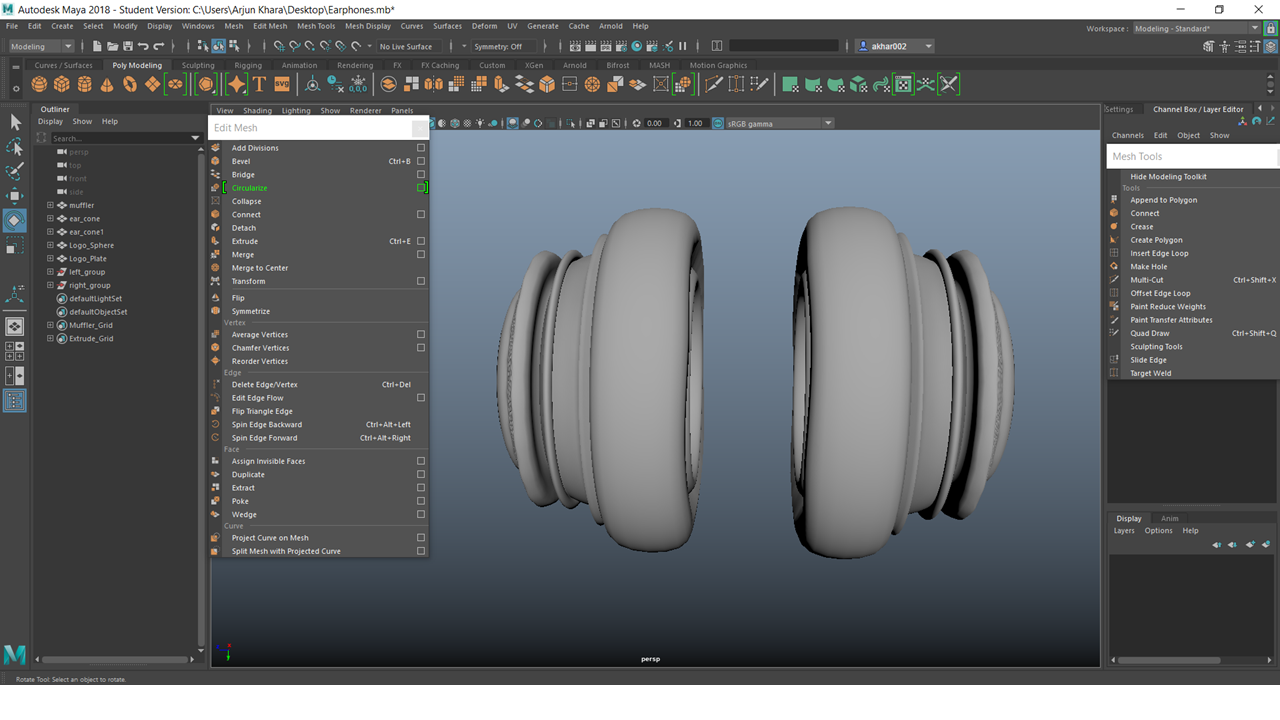 Autodesk Maya 2018 - Student Version: C:\Users\Arjun Khara\Desktop\Earphones.mb*
File Edit Create Select Modify Display Windows Mesh Edit Mesh Mesh Tools Mesh Display Curves Surfaces Deform UV Generate Cache Arnold Help
Workspace : Modeling - Standard*
Modeling No Live Surface Symmetry: Off akhar002
Curves / Surfaces Poly Modeling Sculpting Rigging Animation Rendering FX FX Caching Custom XGen Arnold Bifrost MASH Motion Graphics
T SVG 0,0,0
Outliner
Display Show Help
Search...
persp
top
front
side
muffler
ear_cone
ear_cone1
Logo_Sphere
Logo_Plate
left_group
right_group
defaultLightSet
defaultObjectSet
Muffler_Grid
Extrude_Grid
View Shading Lighting Show Renderer Panels
0.00 1.00 sRGB gamma
Edit Mesh
Add Divisions
Bevel Ctrl+B
Bridge
Circularize
Collapse
Connect
Detach
Extrude Ctrl+E
Merge
Merge to Center
Transform
Flip
Symmetrize
Vertex
Average Vertices
Chamfer Vertices
Reorder Vertices
Edge
Delete Edge/Vertex Ctrl+Del
Edit Edge Flow
Flip Triangle Edge
Spin Edge Backward Ctrl+Alt+Left
Spin Edge Forward Ctrl+Alt+Right
Face
Assign Invisible Faces
Duplicate
Extract
Poke
Wedge
Curve
Project Curve on Mesh
Split Mesh with Projected Curve
persp
Settings Channel Box / Layer Editor
Channels Edit Object Show
Mesh Tools
Hide Modeling Toolkit
Tools
Append to Polygon
Connect
Crease
Create Polygon
Insert Edge Loop
Make Hole
Multi-Cut Ctrl+Shift+X
Offset Edge Loop
Paint Reduce Weights
Paint Transfer Attributes
Quad Draw Ctrl+Shift+Q
Sculpting Tools
Slide Edge
Target Weld
Display Anim
Layers Options Help
Rotate Tool: Select an object to rotate.